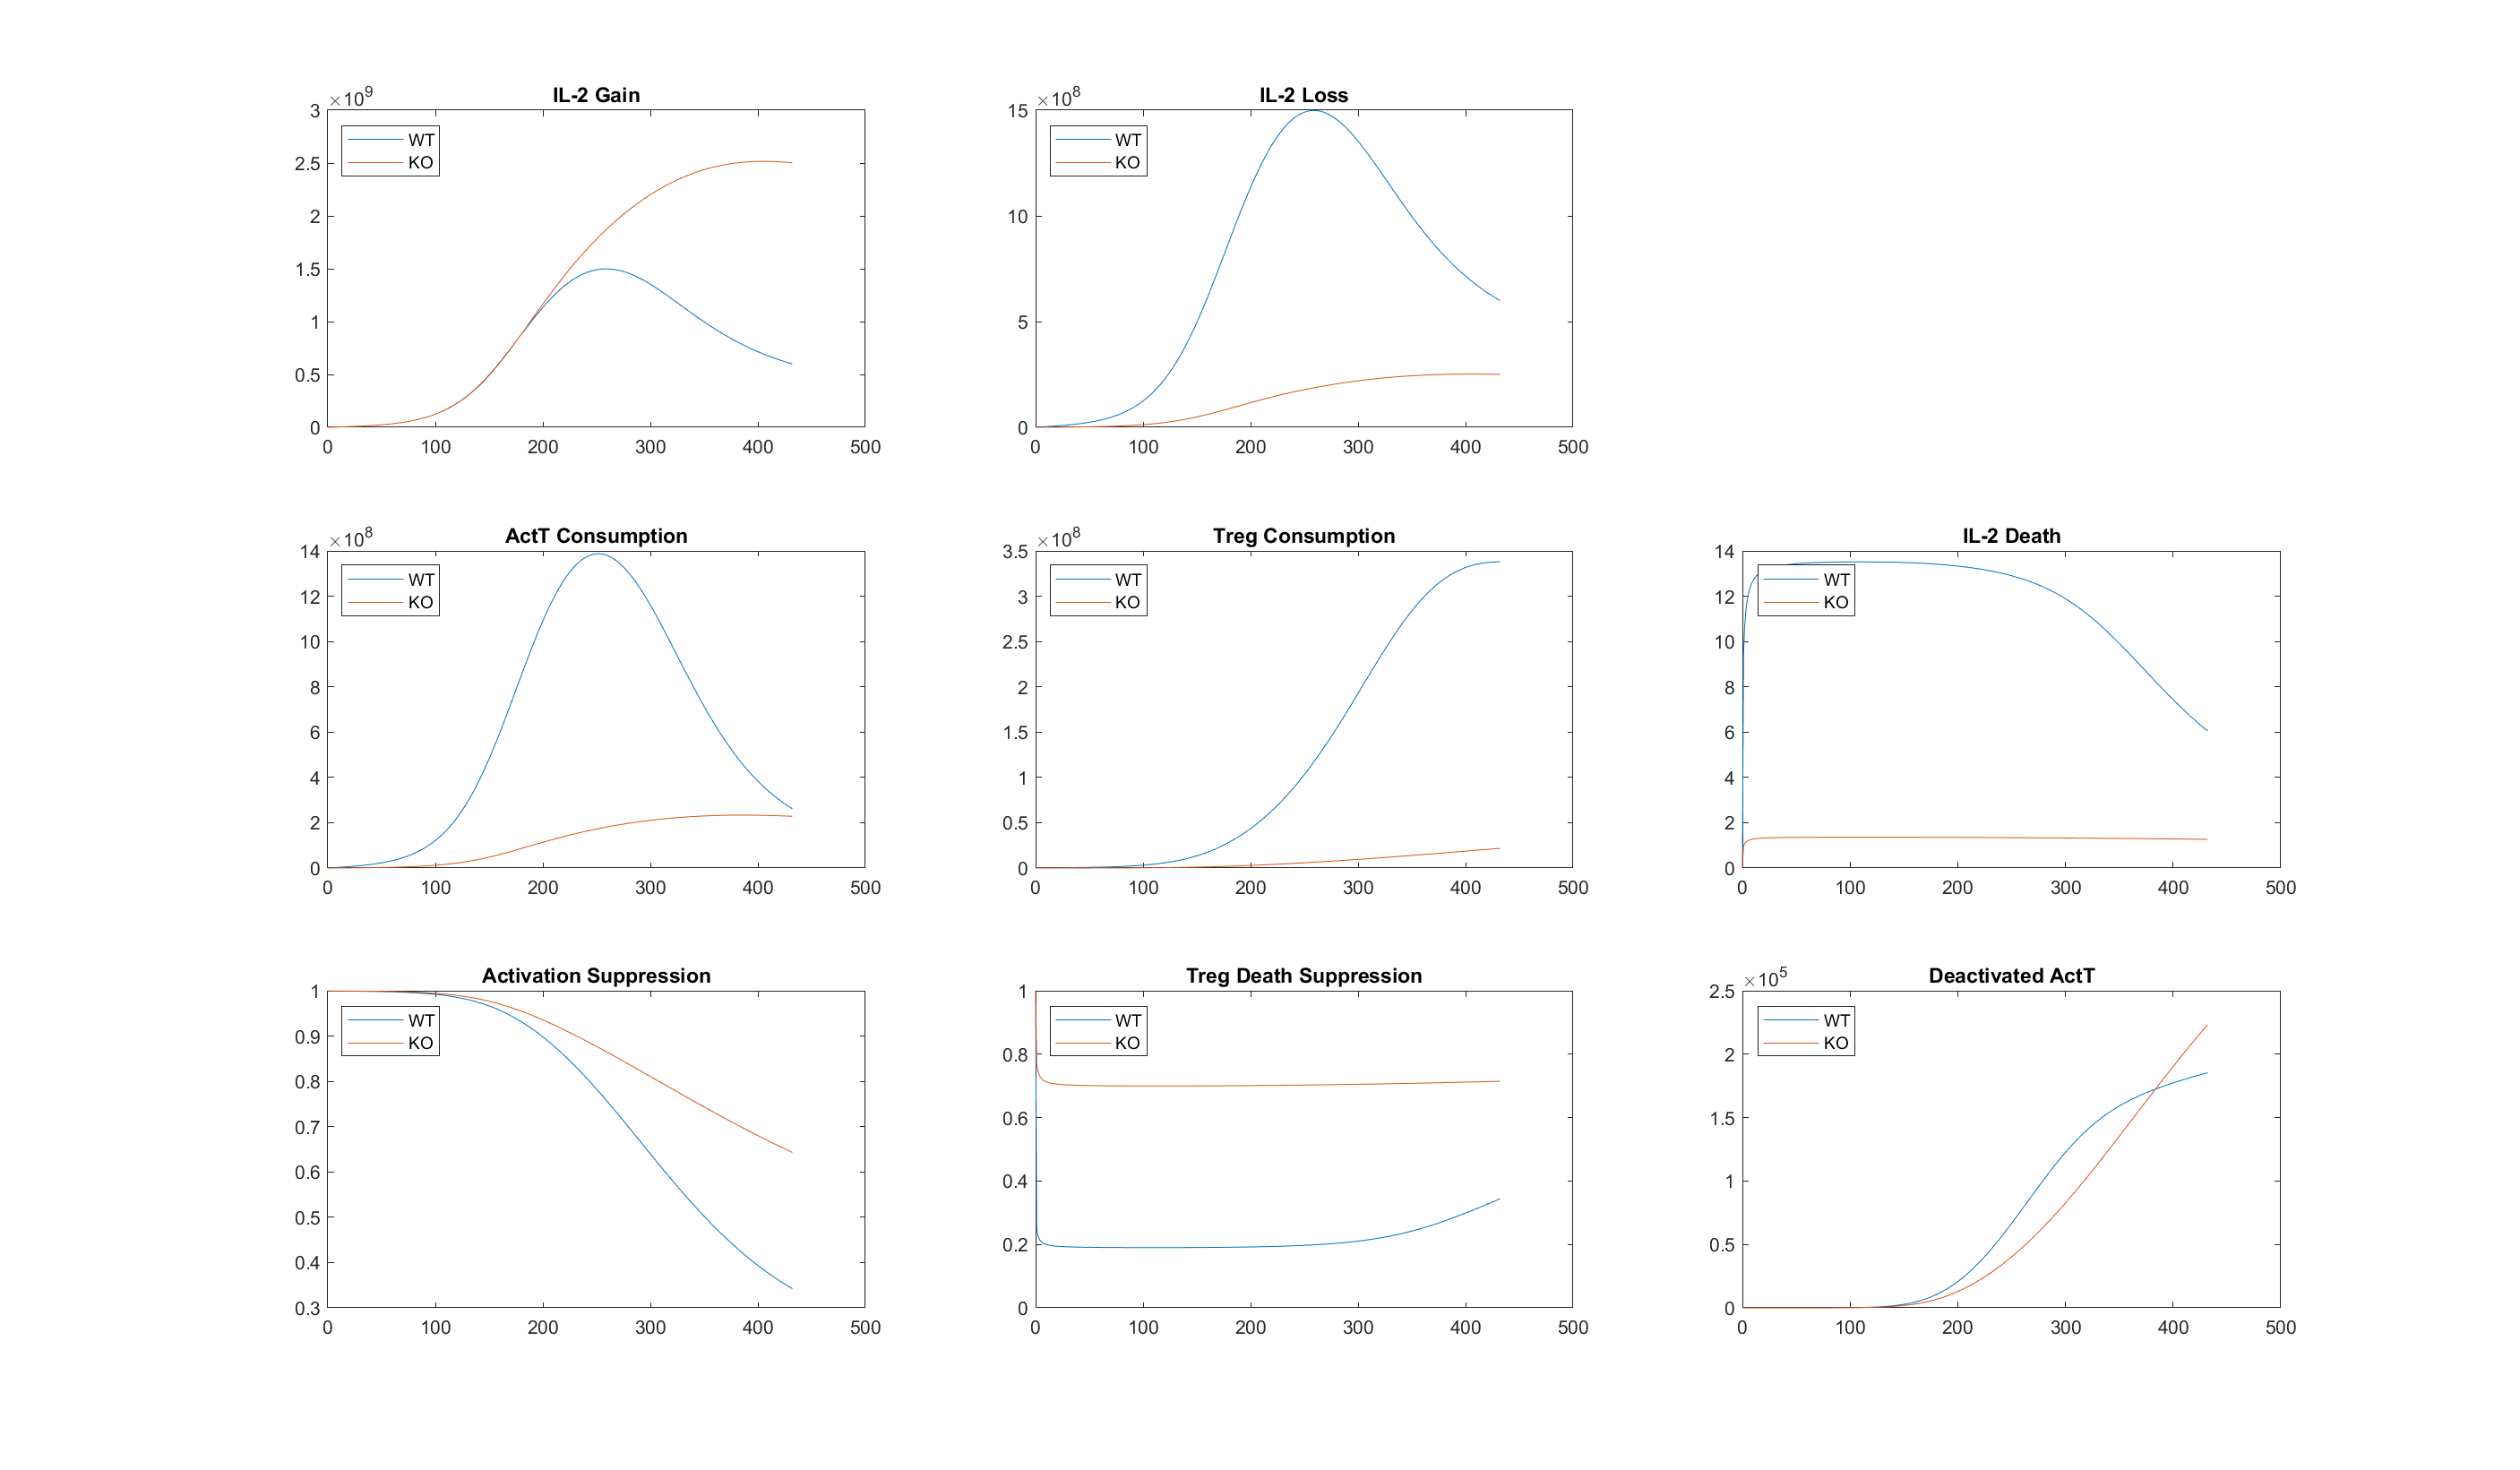 IL-2 Gain
×10^9
3
2.5
2
1.5
1
0.5
0
0 100 200 300 400 500
WT
KO
IL-2 Loss
×10^8
15
10
5
0
0 100 200 300 400 500
WT
KO
ActT Consumption
×10^8
14
12
10
8
6
4
2
0
0 100 200 300 400 500
WT
KO
Treg Consumption
×10^8
3.5
3
2.5
2
1.5
1
0.5
0
0 100 200 300 400 500
WT
KO
IL-2 Death
14
12
10
8
6
4
2
0
0 100 200 300 400 500
WT
KO
Activation Suppression
1
0.9
0.8
0.7
0.6
0.5
0.4
0.3
0 100 200 300 400 500
WT
KO
Treg Death Suppression
1
0.8
0.6
0.4
0.2
0
0 100 200 300 400 500
WT
KO
Deactivated ActT
×10^5
2.5
2
1.5
1
0.5
0
0 100 200 300 400 500
WT
KO